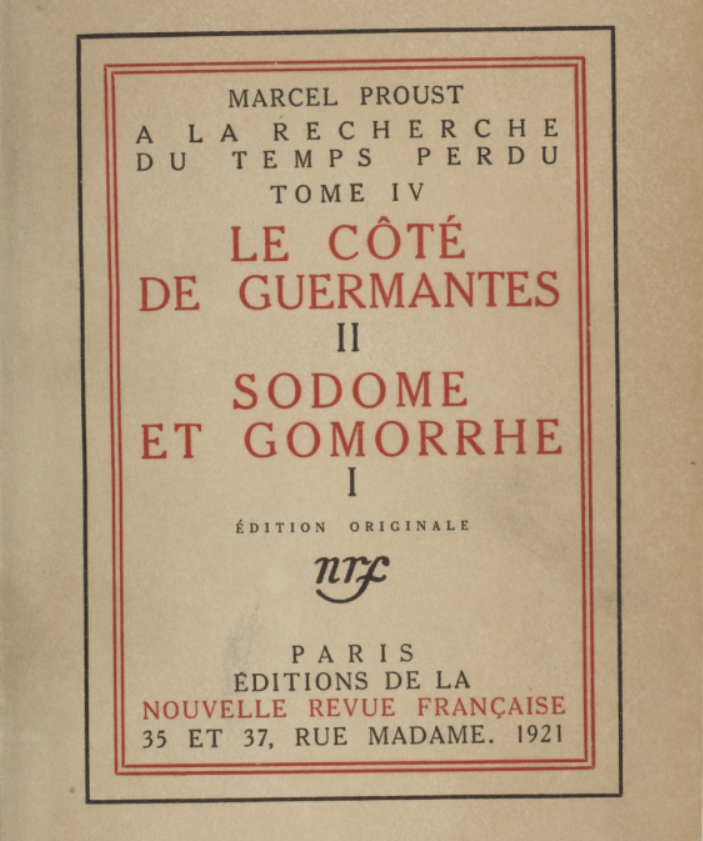 MARCEL PROUST
A LA RECHERCHE
DU TEMPS PERDU
TOME IV
LE CÔTÉ
DE GUERMANTES
II
SODOME
ET GOMORRHE
I
ÉDITION ORIGINALE
nrf
PARIS
ÉDITIONS DE LA
NOUVELLE REVUE FRANÇAISE
35 ET 37, RUE MADAME. 1921